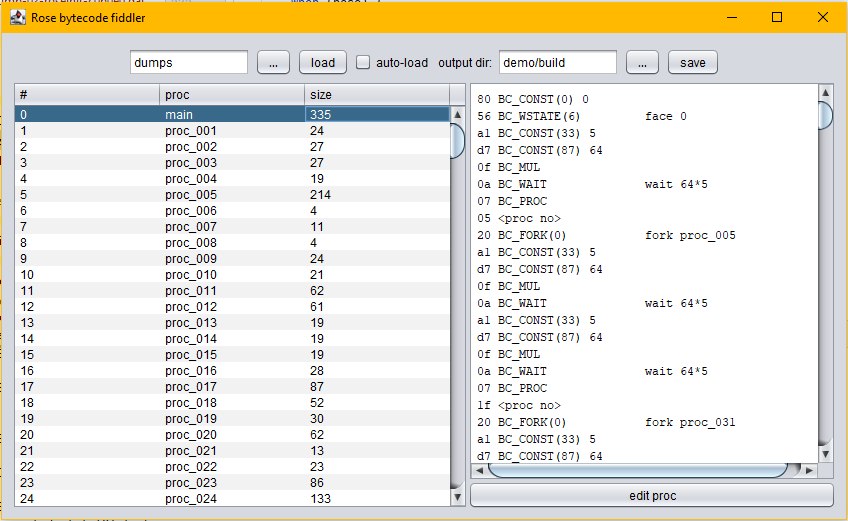 Rose bytecode fiddler
dumps ... load auto-load output dir: demo/build ... save
# proc size
0 main 335
1 proc_001 24
2 proc_002 27
3 proc_003 27
4 proc_004 19
5 proc_005 214
6 proc_006 4
7 proc_007 11
8 proc_008 4
9 proc_009 24
10 proc_010 21
11 proc_011 62
12 proc_012 61
13 proc_013 19
14 proc_014 19
15 proc_015 19
16 proc_016 28
17 proc_017 87
18 proc_018 52
19 proc_019 30
20 proc_020 62
21 proc_021 13
22 proc_022 23
23 proc_023 86
24 proc_024 133
80 BC_CONST(0) 0
56 BC_WSTATE(6) face 0
a1 BC_CONST(33) 5
d7 BC_CONST(87) 64
0f BC_MUL
0a BC_WAIT wait 64*5
07 BC_PROC
05 <proc no>
20 BC_FORK(0) fork proc_005
a1 BC_CONST(33) 5
d7 BC_CONST(87) 64
0f BC_MUL
0a BC_WAIT wait 64*5
a1 BC_CONST(33) 5
d7 BC_CONST(87) 64
0f BC_MUL
0a BC_WAIT wait 64*5
07 BC_PROC
1f <proc no>
20 BC_FORK(0) fork proc_031
a1 BC_CONST(33) 5
d7 BC_CONST(87) 64
edit proc